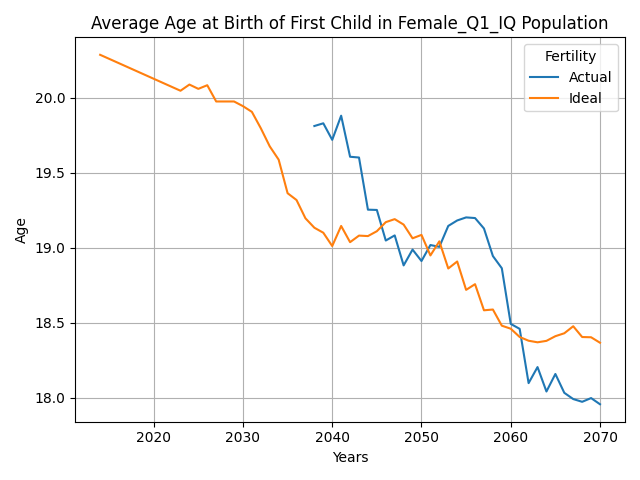 Average Age at Birth of First Child in Female_Q1_IQ Population
Fertility
Actual
Ideal
Age
20.0
19.5
19.0
18.5
18.0
2020 2030 2040 2050 2060 2070
Years